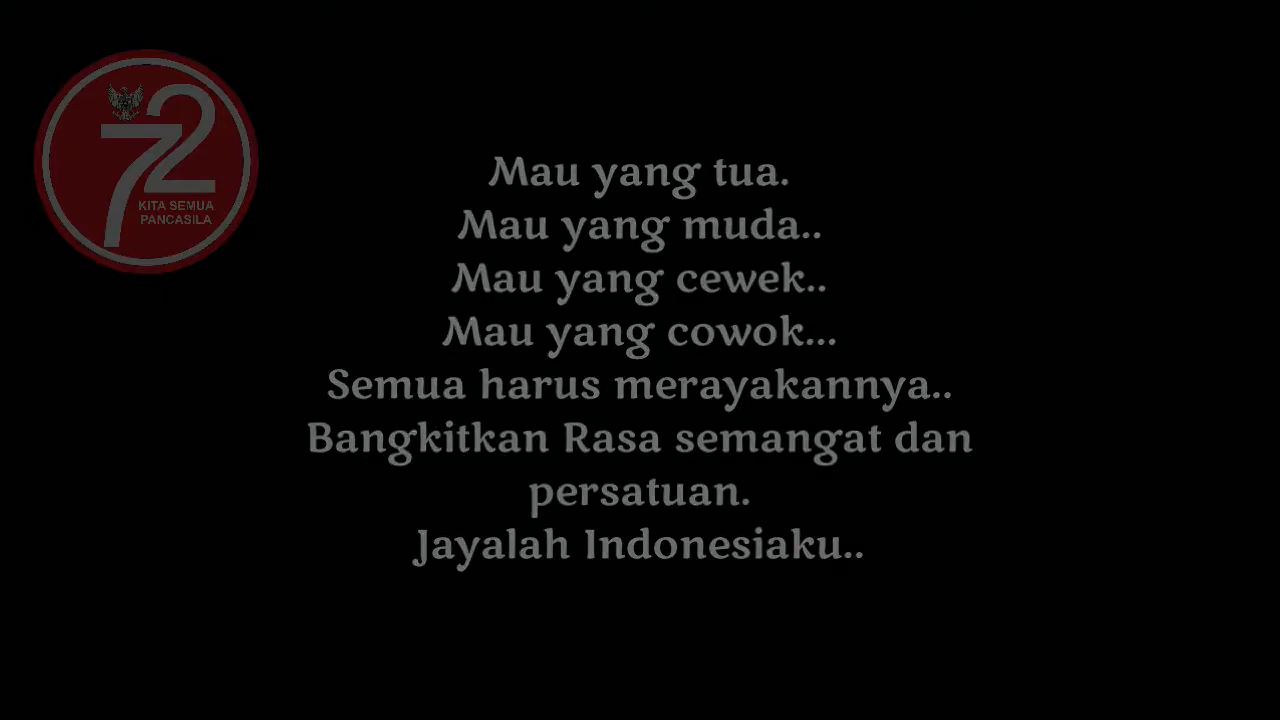 72
KITA SEMUA
PANCASILA
Mau yang tua.
Mau yang muda..
Mau yang cewek..
Mau yang cowok...
Semua harus merayakannya..
Bangkitkan Rasa semangat dan
persatuan.
Jayalah Indonesiaku..